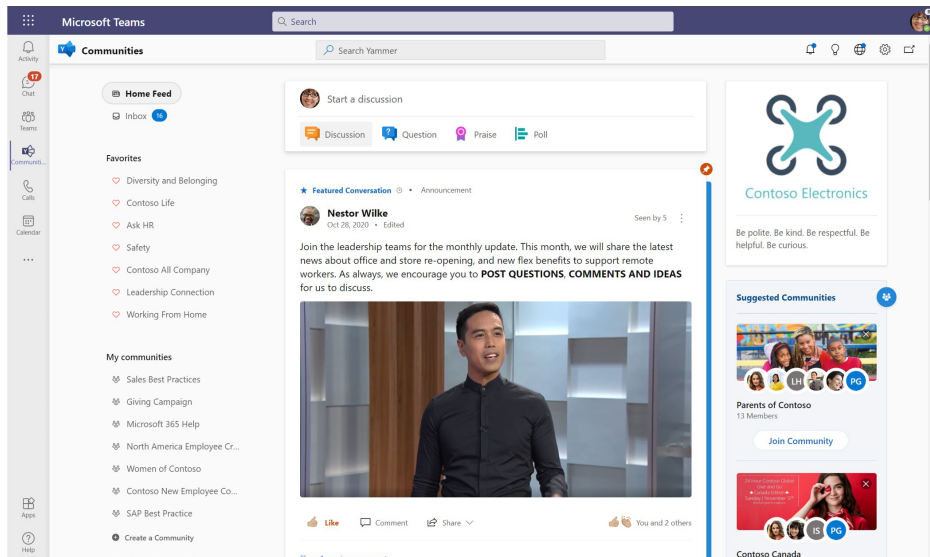 Microsoft Teams
Search
Activity
17
Chat
Teams
Communiti...
Calls
Calendar
Apps
Help
Communities
Search Yammer
Home Feed
Inbox 16
Favorites
Diversity and Belonging
Contoso Life
Ask HR
Safety
Contoso All Company
Leadership Connection
Working From Home
My communities
Sales Best Practices
Giving Campaign
Microsoft 365 Help
North America Employee Cr...
Women of Contoso
Contoso New Employee Co...
SAP Best Practice
Create a Community
Start a discussion
Discussion Question Praise Poll
Featured Conversation • Announcement
Nestor Wilke
Oct 28, 2020 • Edited
Seen by 5
Join the leadership teams for the monthly update. This month, we will share the latest
news about office and store re-opening, and new flex benefits to support remote
workers. As always, we encourage you to POST QUESTIONS, COMMENTS AND IDEAS
for us to discuss.
Like Comment Share You and 2 others
Contoso Electronics
Be polite. Be kind. Be respectful. Be
helpful. Be curious.
Suggested Communities
LH PG
Parents of Contoso
13 Members
Join Community
24 Hour Contoso Global
Canada
IS PG
Contoso Canada